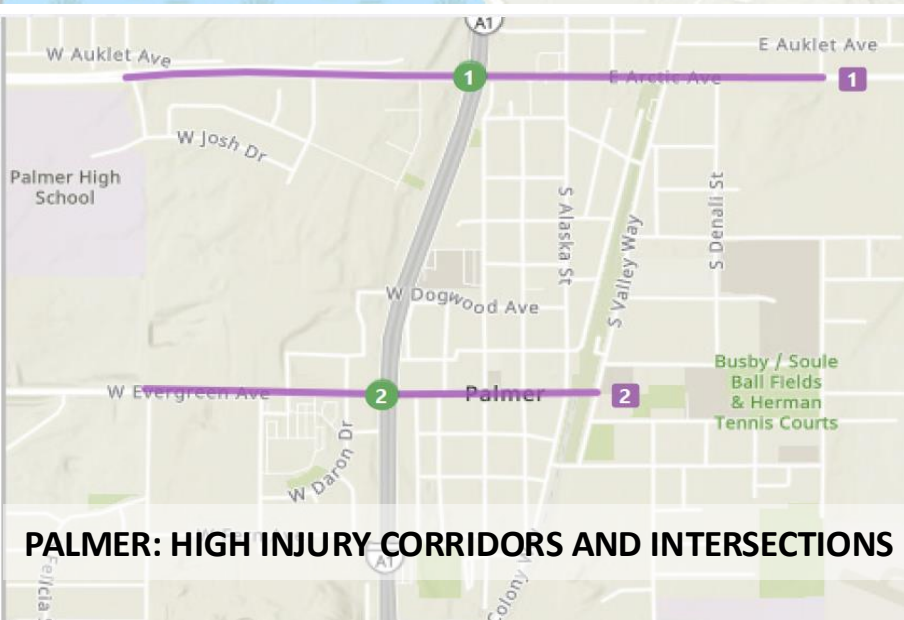 A1
E Auklet Ave
W Auklet Ave
1
E Arctic Ave
1
W Josh Dr
Palmer High
School
S Alaska St
S Denali St
S Valley Way
W Dogwood Ave
Busby / Soule
Ball Fields
& Herman
Tennis Courts
W Evergreen Ave
2
Palmer
2
W Daron Dr
PALMER: HIGH INJURY CORRIDORS AND INTERSECTIONS
A1
Felicia
Colony